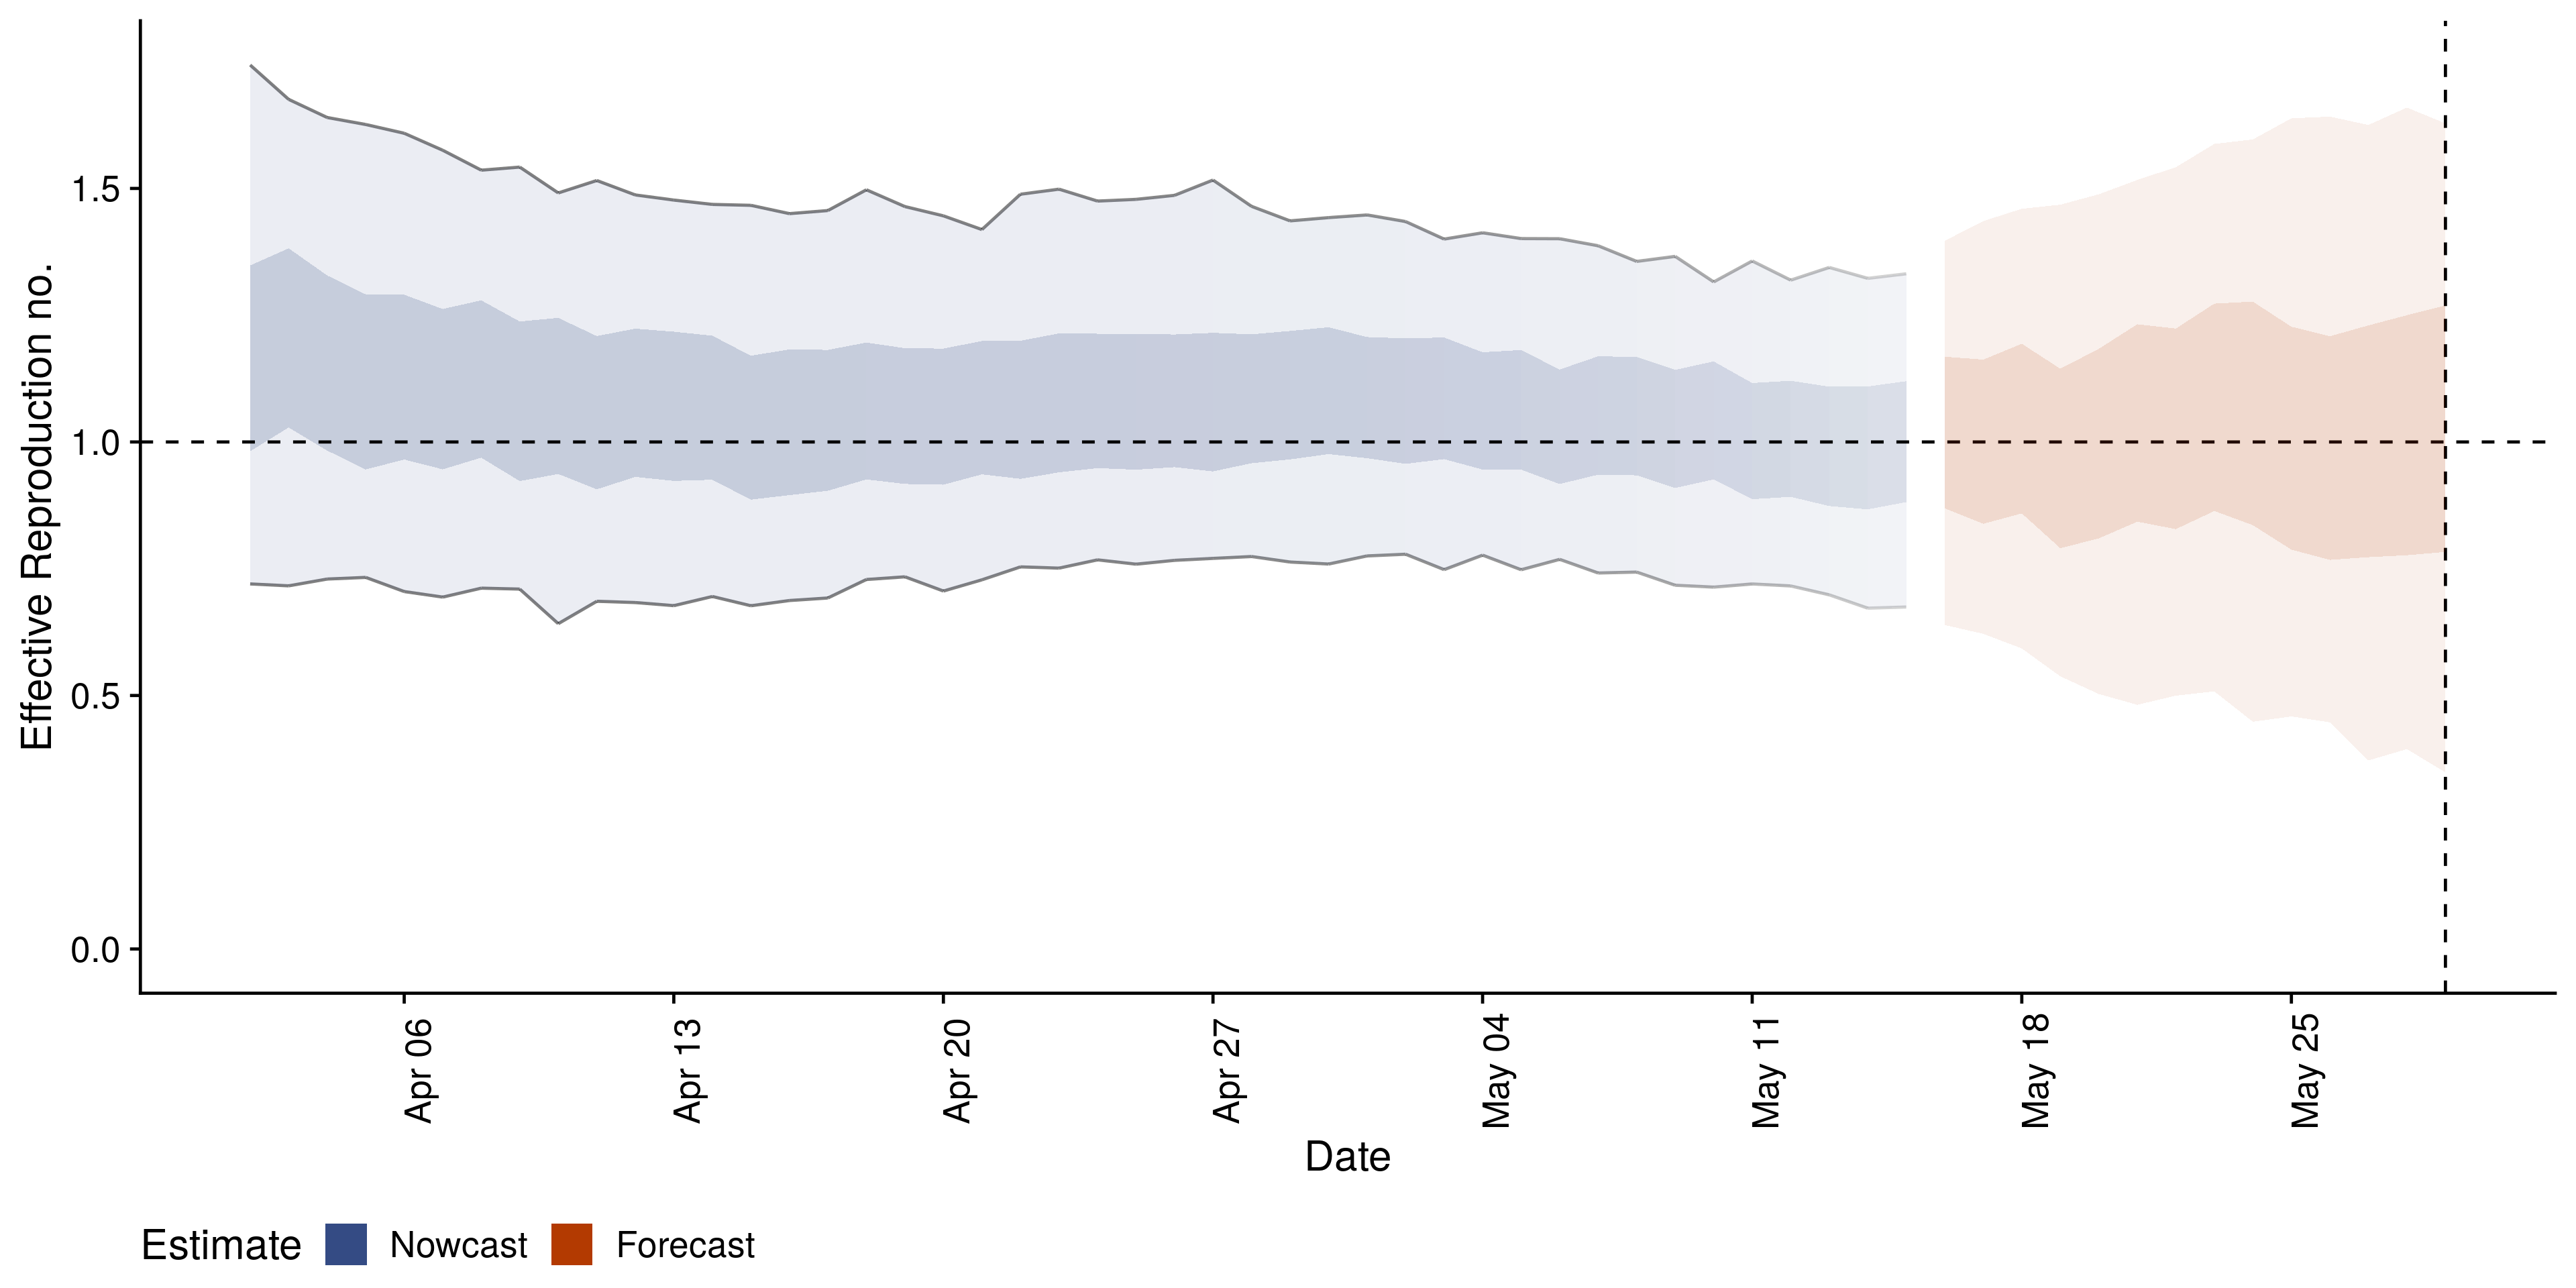 Effective Reproduction no.
1.5
1.0
0.5
0.0
Apr 06
Apr 13
Apr 20
Apr 27
May 04
May 11
May 18
May 25
Date
Estimate Nowcast Forecast